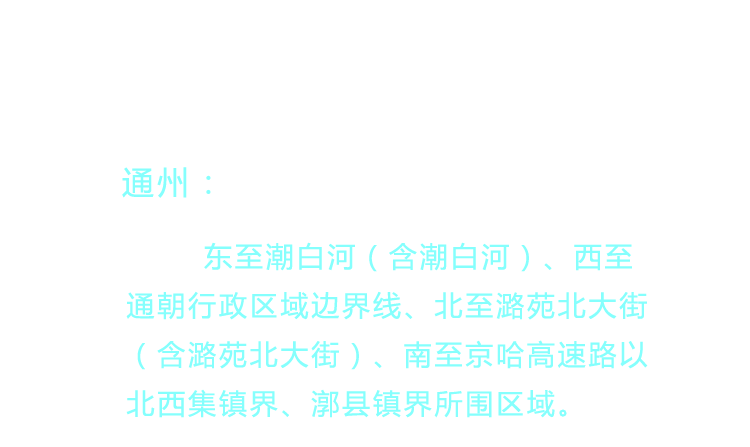 通州：
东至潮白河（含潮白河）、西至
通朝行政区域边界线、北至潞苑北大街
（含潞苑北大街）、南至京哈高速路以
北西集镇界、漷县镇界所围区域。